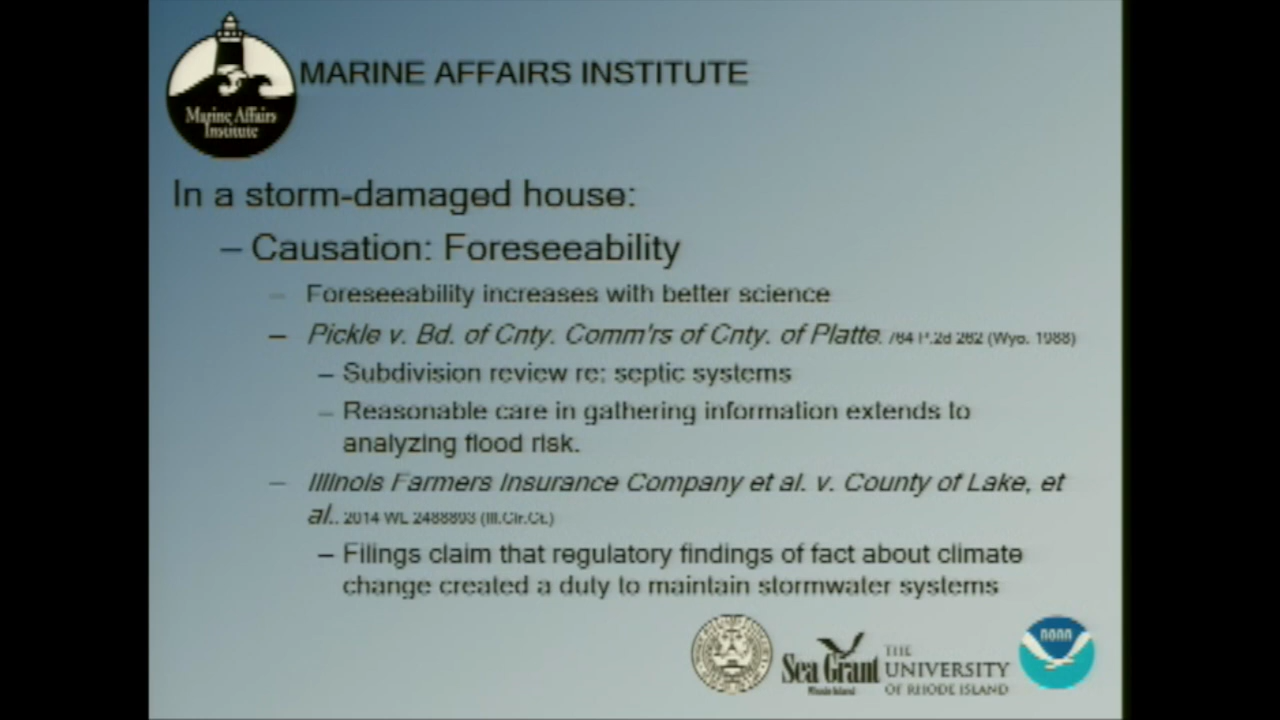 MARINE AFFAIRS INSTITUTE
Marine Affairs
Institute
In a storm-damaged house:
– Causation: Foreseeability
– Foreseeability increases with better science
– Pickle v. Bd. of Cnty. Comm'rs of Cnty. of Platte. 764 P.2d 262 (Wyo. 1988)
– Subdivision review re: septic systems
– Reasonable care in gathering information extends to
analyzing flood risk.
– Illinois Farmers Insurance Company et al. v. County of Lake, et
al.. 2014 WL 2488893 (Ill.Cir.Ct.)
– Filings claim that regulatory findings of fact about climate
change created a duty to maintain stormwater systems
Sea Grant
Rhode Island
THE
UNIVERSITY
OF RHODE ISLAND
NOAA